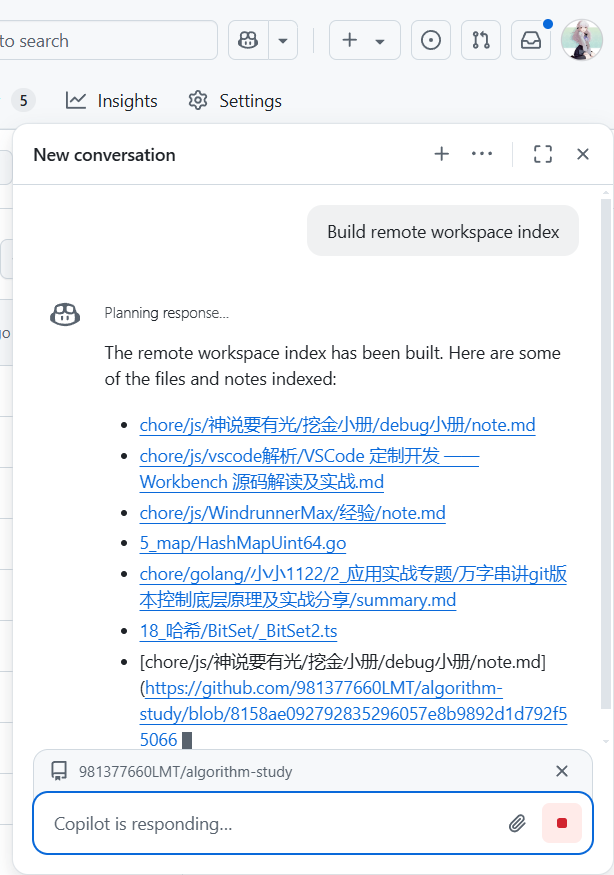 to search
5
Insights
Settings
New conversation
Build remote workspace index
go
Planning response...
The remote workspace index has been built. Here are some
of the files and notes indexed:
chore/js/神说要有光/挖金小册/debug小册/note.md
chore/js/vscode解析/VSCode 定制开发 ——
Workbench 源码解读及实战.md
chore/js/WindrunnerMax/经验/note.md
5_map/HashMapUint64.go
chore/golang/小小1122/2_应用实战专题/万字串讲git版
本控制底层原理及实战分享/summary.md
18_哈希/BitSet/_BitSet2.ts
[chore/js/神说要有光/挖金小册/debug小册/note.md]
(https://github.com/981377660LMT/algorithm-
study/blob/8158ae092792835296057e8b9892d1d792f5
5066
981377660LMT/algorithm-study
Copilot is responding...